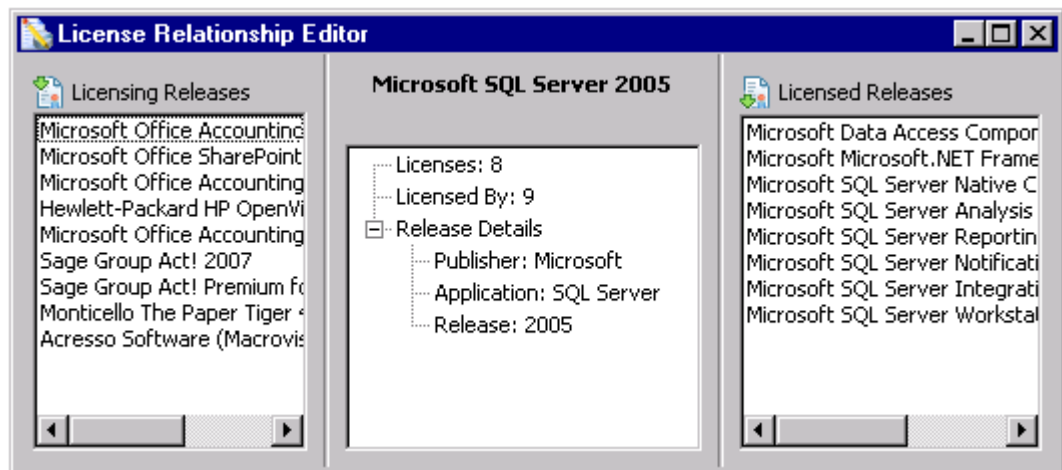 License Relationship Editor
Licensing Releases
Microsoft Office Accounting
Microsoft Office SharePoint
Microsoft Office Accounting
Hewlett-Packard HP OpenVi
Microsoft Office Accounting
Sage Group Act! 2007
Sage Group Act! Premium fo
Monticello The Paper Tiger
Acresso Software (Macrovis
Microsoft SQL Server 2005
Licenses: 8
Licensed By: 9
Release Details
Publisher: Microsoft
Application: SQL Server
Release: 2005
Licensed Releases
Microsoft Data Access Compon
Microsoft Microsoft.NET Frame
Microsoft SQL Server Native C
Microsoft SQL Server Analysis
Microsoft SQL Server Reportin
Microsoft SQL Server Notificati
Microsoft SQL Server Integrati
Microsoft SQL Server Workstat